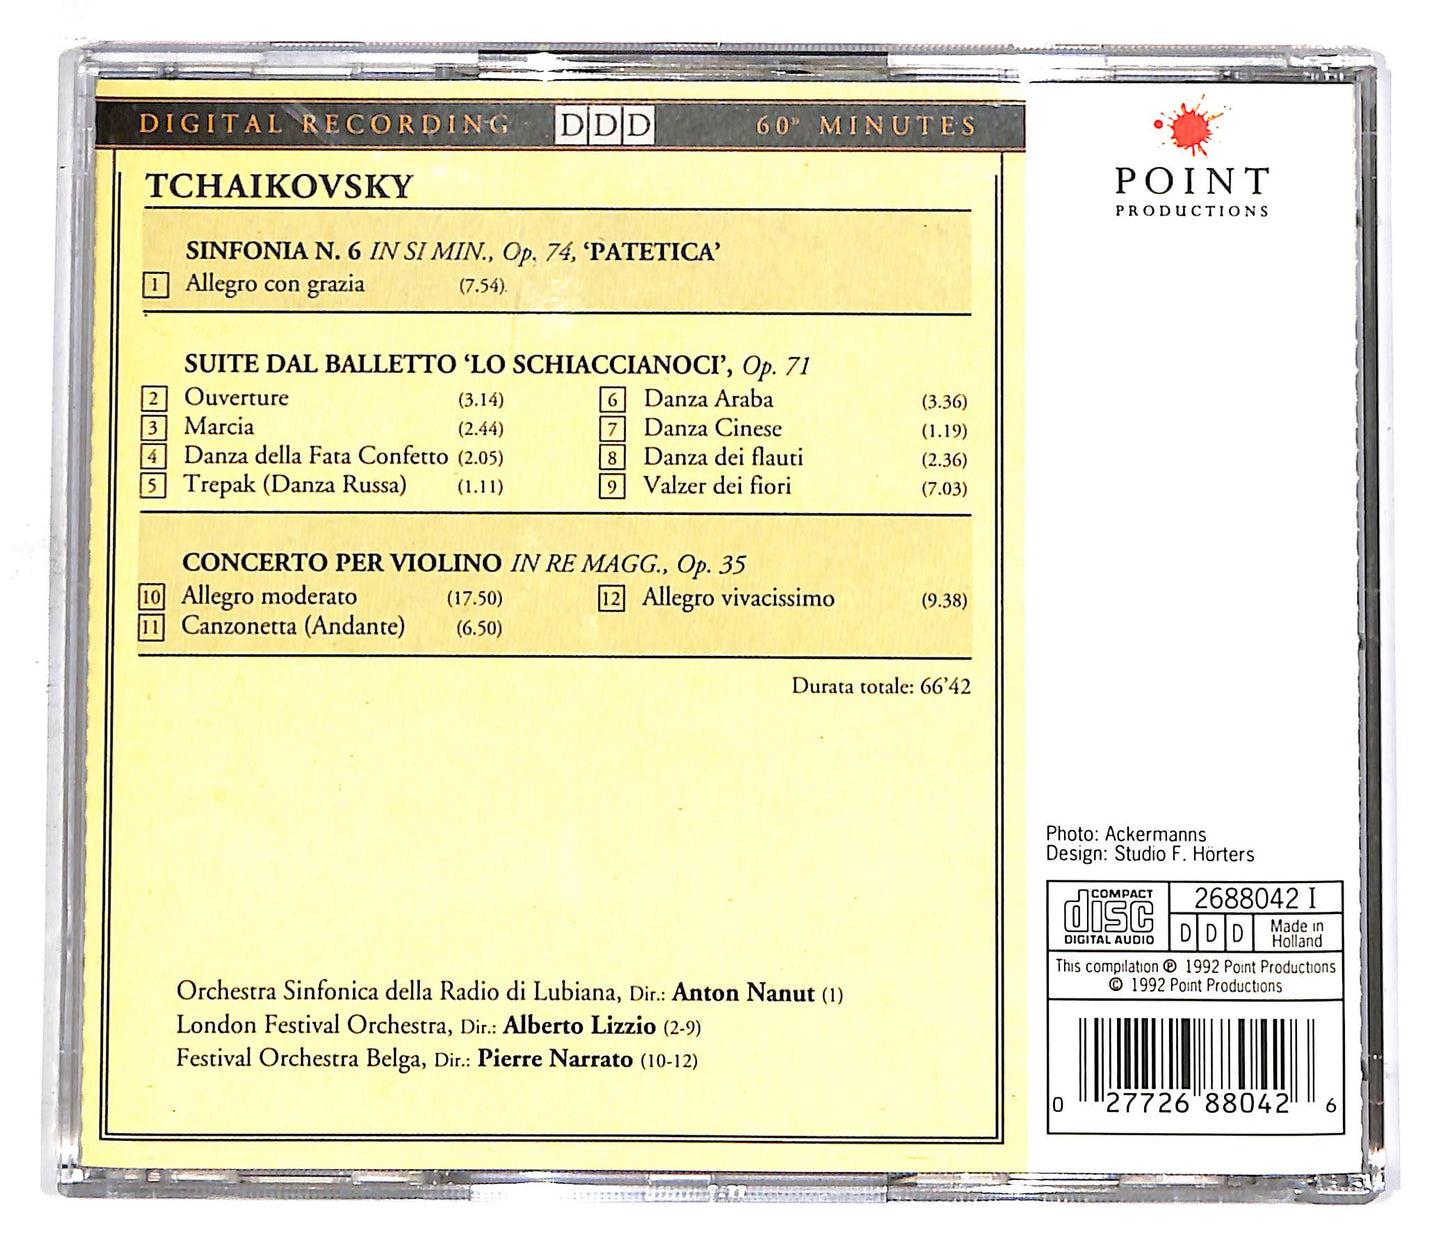 DIGITAL RECORDING DDD 60" MINUTES
POINT
PRODUCTIONS
TCHAIKOVSKY
SINFONIA N. 6 IN SI MIN., Op. 74, ‘PATETICA’
1 Allegro con grazia (7.54)
SUITE DAL BALLETTO ‘LO SCHIACCIANOCI’, Op. 71
2 Ouverture (3.14)
3 Marcia (2.44)
4 Danza della Fata Confetto (2.05)
5 Trepak (Danza Russa) (1.11)
6 Danza Araba (3.36)
7 Danza Cinese (1.19)
8 Danza dei flauti (2.36)
9 Valzer dei fiori (7.03)
CONCERTO PER VIOLINO IN RE MAGG., Op. 35
10 Allegro moderato (17.50)
11 Canzonetta (Andante) (6.50)
12 Allegro vivacissimo (9.38)
Durata totale: 66’42
Orchestra Sinfonica della Radio di Lubiana, Dir.: Anton Nanut (1)
London Festival Orchestra, Dir.: Alberto Lizzio (2-9)
Festival Orchestra Belga, Dir.: Pierre Narrato (10-12)
Photo: Ackermanns
Design: Studio F. Hörters
COMPACT
disc
DIGITAL AUDIO
2688042 I
D D D
Made in
Holland
This compilation ℗ 1992 Point Productions
© 1992 Point Productions
0 27726 88042 6